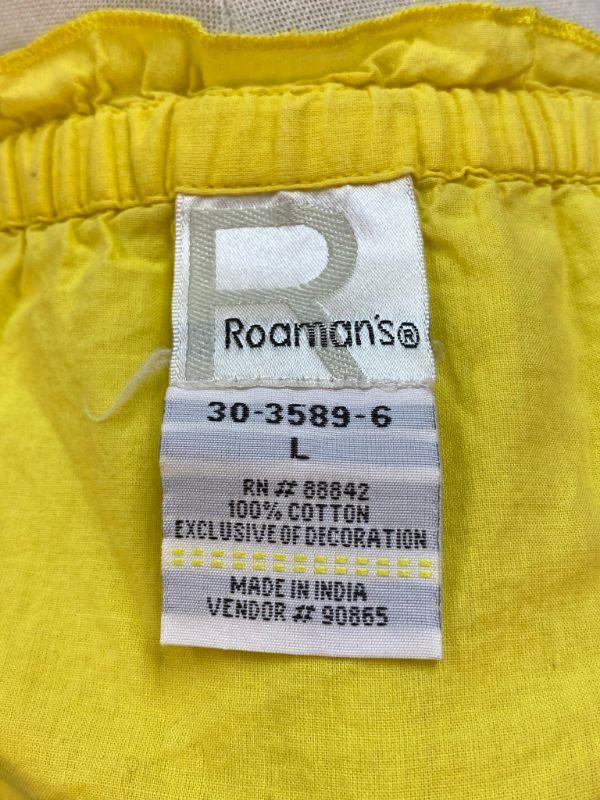 R
Roaman's®
30-3589-6
L
RN # 88842
100% COTTON
EXCLUSIVE OF DECORATION
MADE IN INDIA
VENDOR # 90865